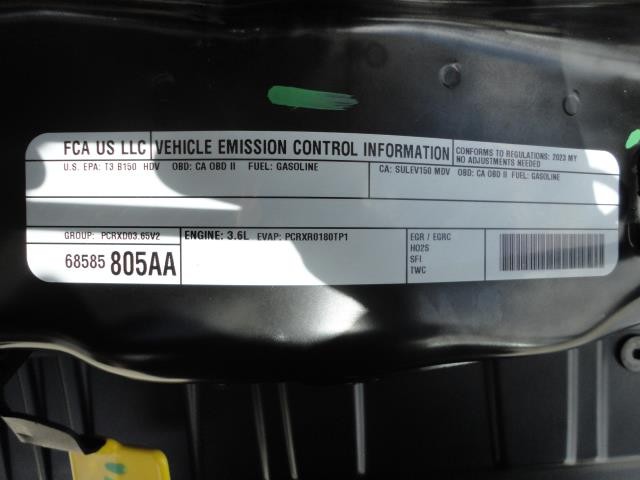 FCA US LLC VEHICLE EMISSION CONTROL INFORMATION CONFORMS TO REGULATIONS: 2023 MY
NO ADJUSTMENTS NEEDED
U.S. EPA: T3 B150 HDV OBD: CA OBD II FUEL: GASOLINE CA: SULEV150 MDV OBD: CA OBD II FUEL: GASOLINE
GROUP: PCRXD03.65V2 ENGINE: 3.6L EVAP: PCRXR0180TP1 EGR / EGRC
HO2S
SFI
TWC
68585 805AA